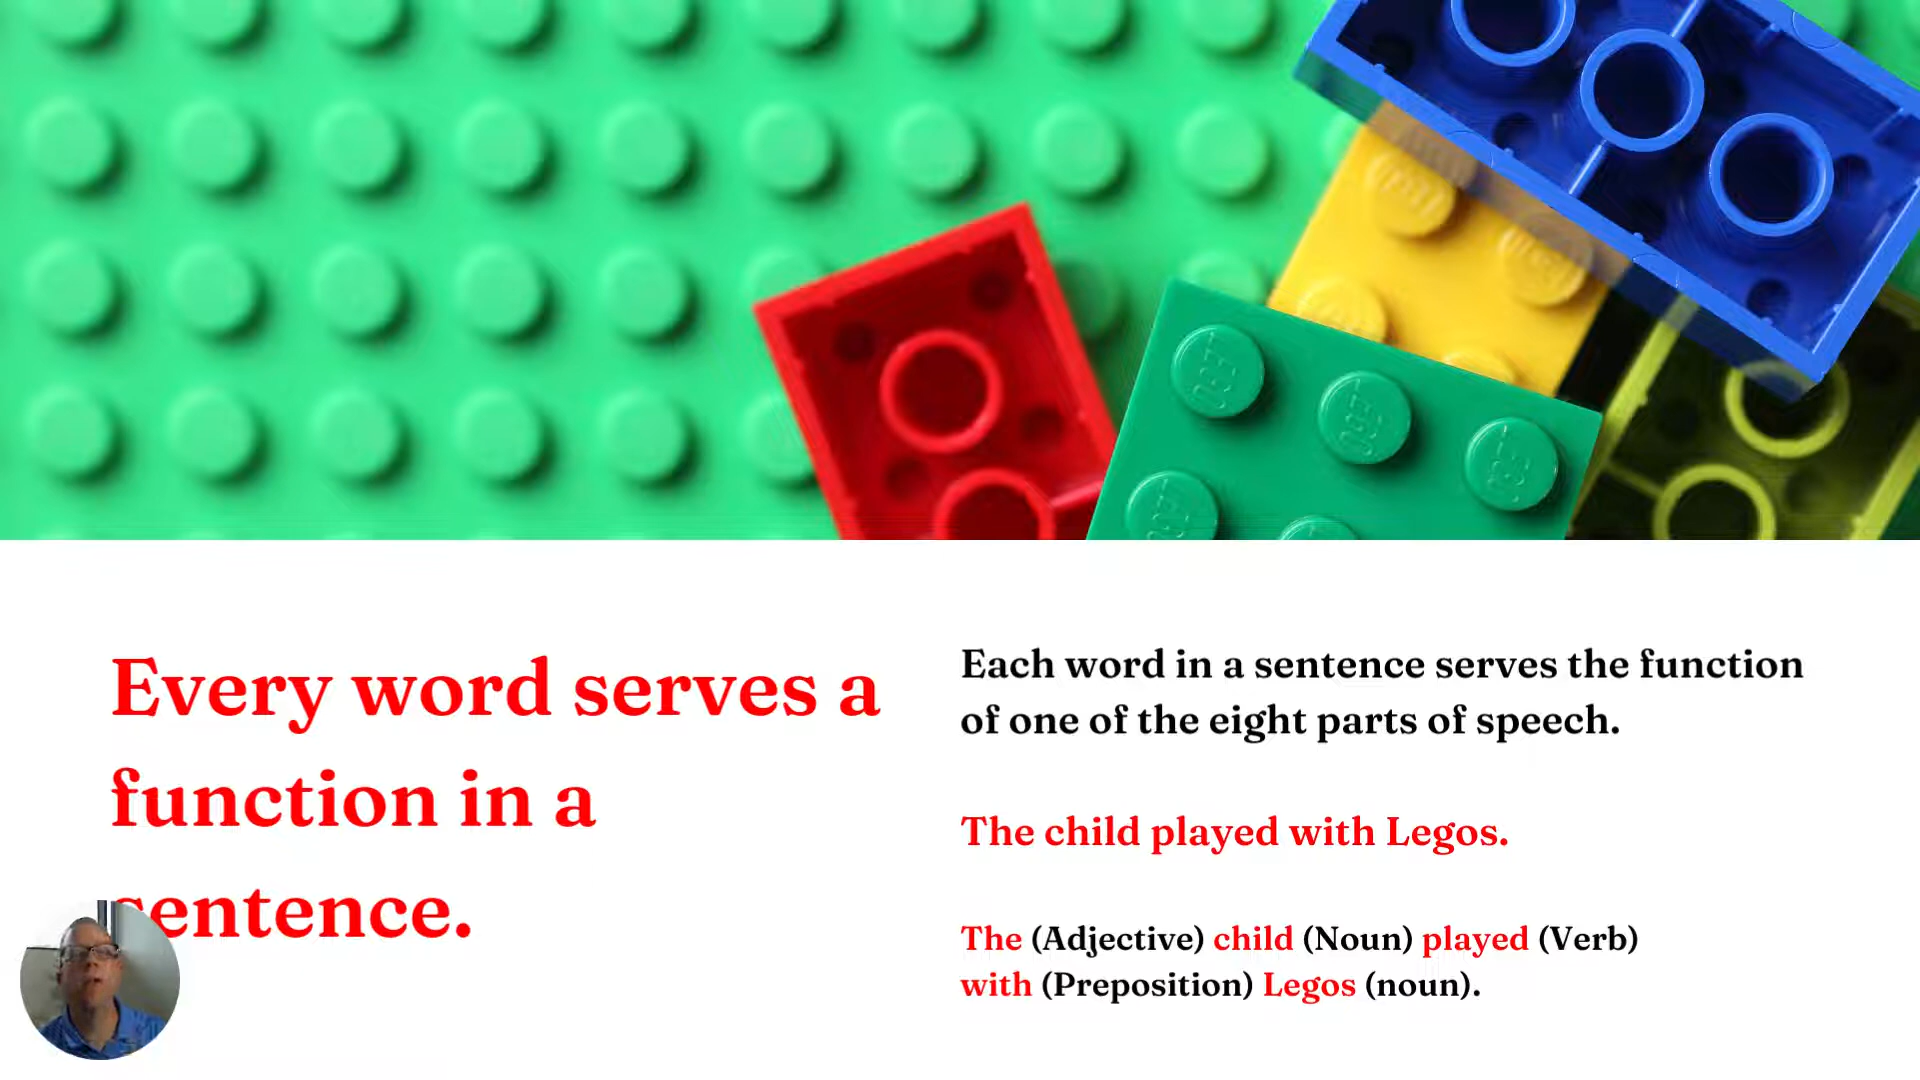 Every word serves a
function in a
sentence.
Each word in a sentence serves the function
of one of the eight parts of speech.
The child played with Legos.
The (Adjective) child (Noun) played (Verb)
with (Preposition) Legos (noun).